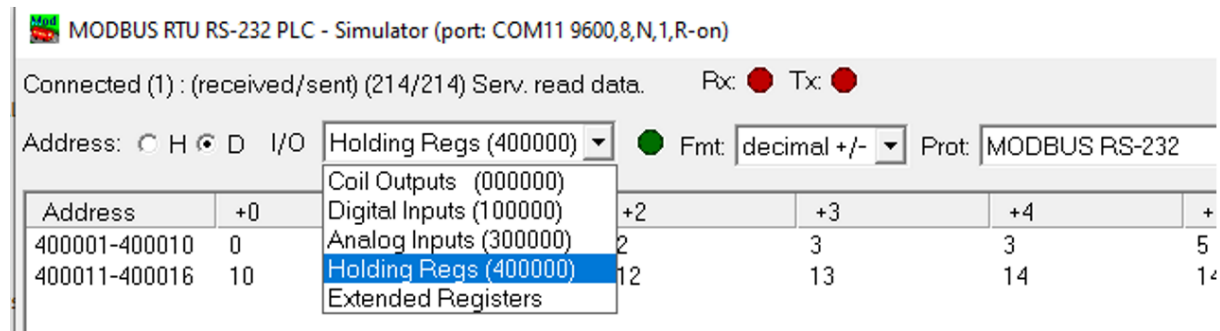 MODBUS RTU RS-232 PLC - Simulator (port: COM11 9600,8,N,1,R-on)
Connected (1) : (received/sent) (214/214) Serv. read data. Rx: Tx:
Address: H D I/O Holding Regs (400000) Fmt: decimal +/- Prot: MODBUS RS-232
Coil Outputs (000000)
Digital Inputs (100000)
Analog Inputs (300000)
Holding Regs (400000)
Extended Registers
Address +0 +2 +3 +4 +
400001-400010 0 2 3 3 5
400011-400016 10 12 13 14